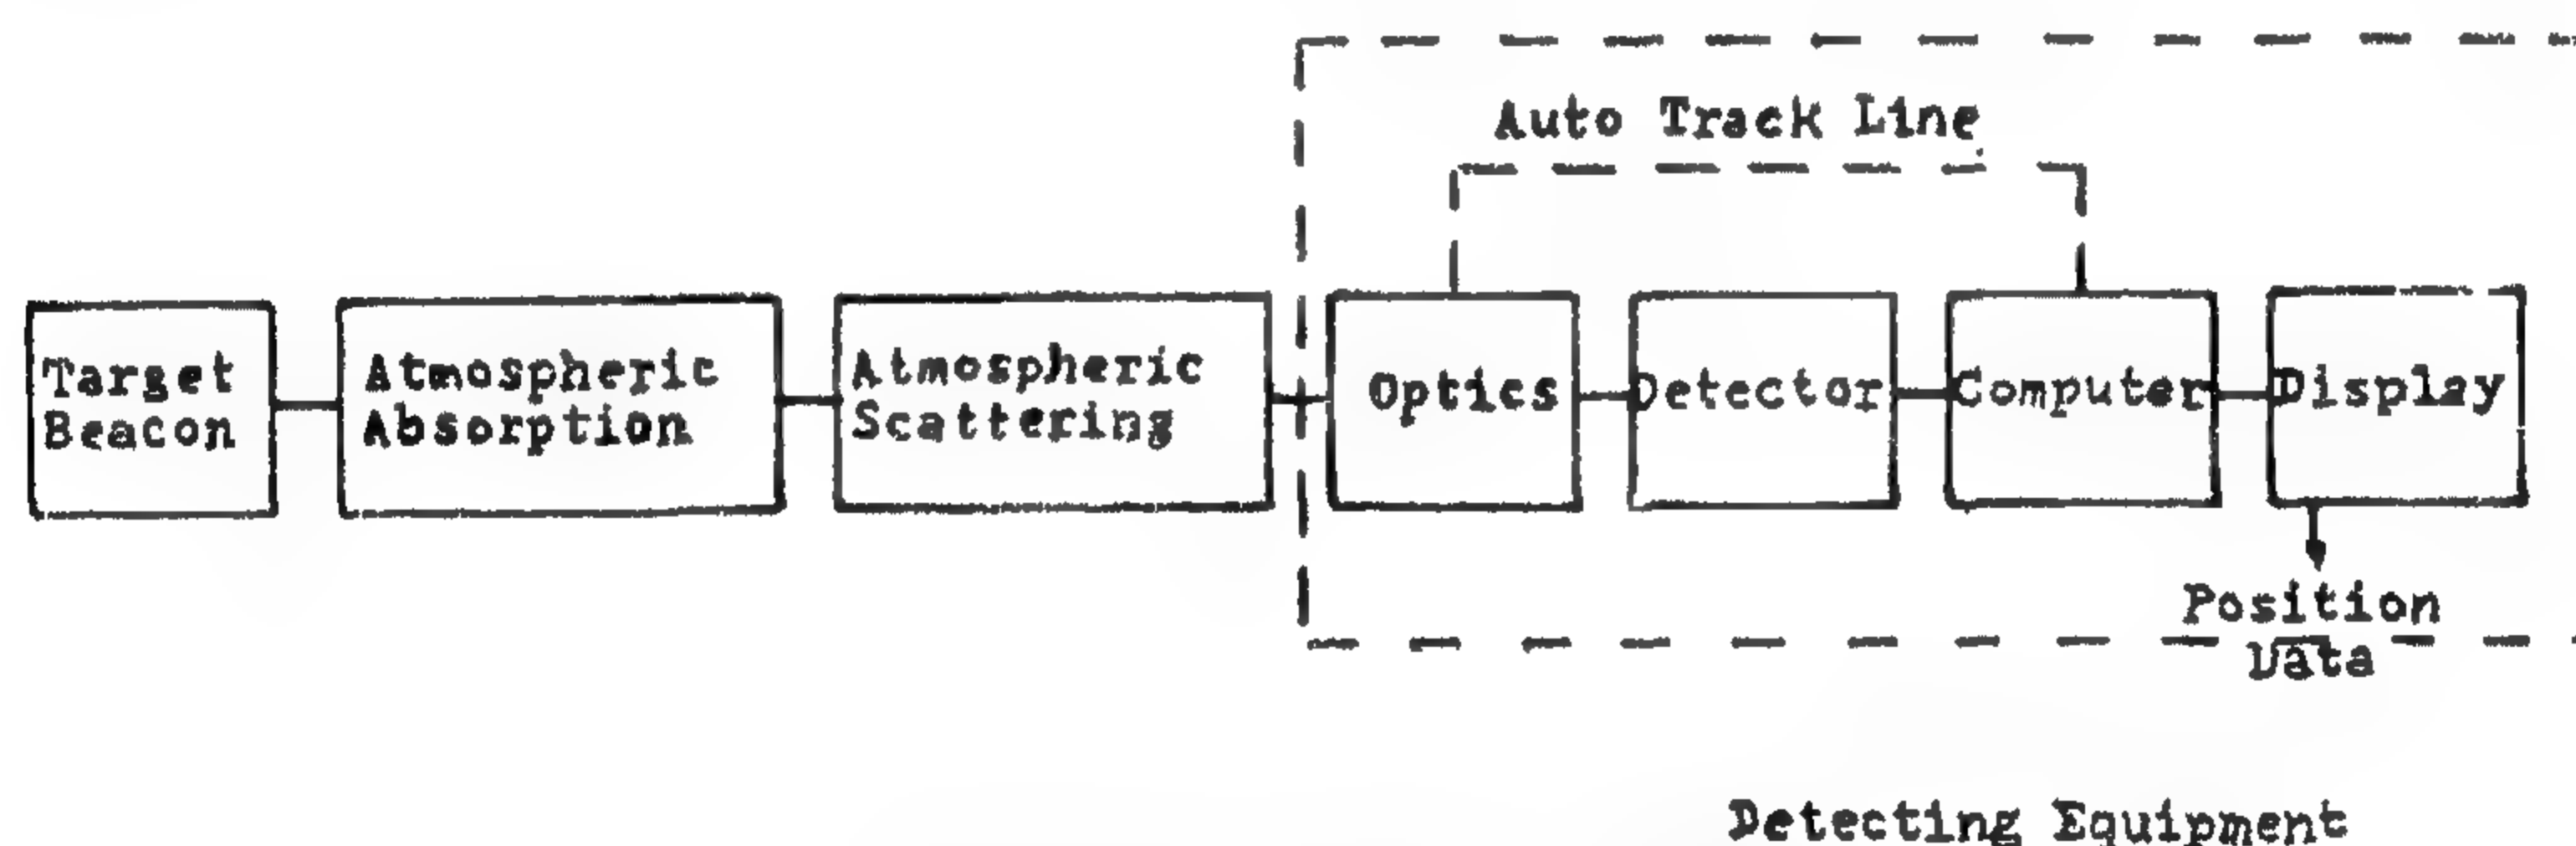 Auto Track Line
Target
Beacon
Atmospheric
Absorption
Atmospheric
Scattering
Optics
Detector
Computer
Display
Position
Data
Detecting Equipment